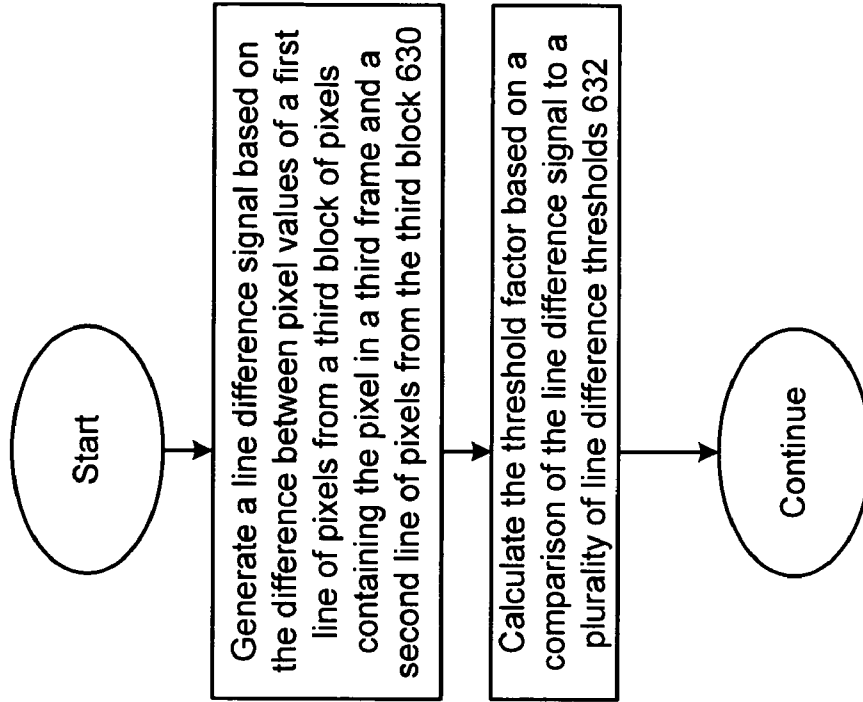 Start
Generate a line difference signal based on
the difference between pixel values of a first
line of pixels from a third block of pixels
containing the pixel in a third frame and a
second line of pixels from the third block 630
Calculate the threshold factor based on a
comparison of the line difference signal to a
plurality of line difference thresholds 632
Continue